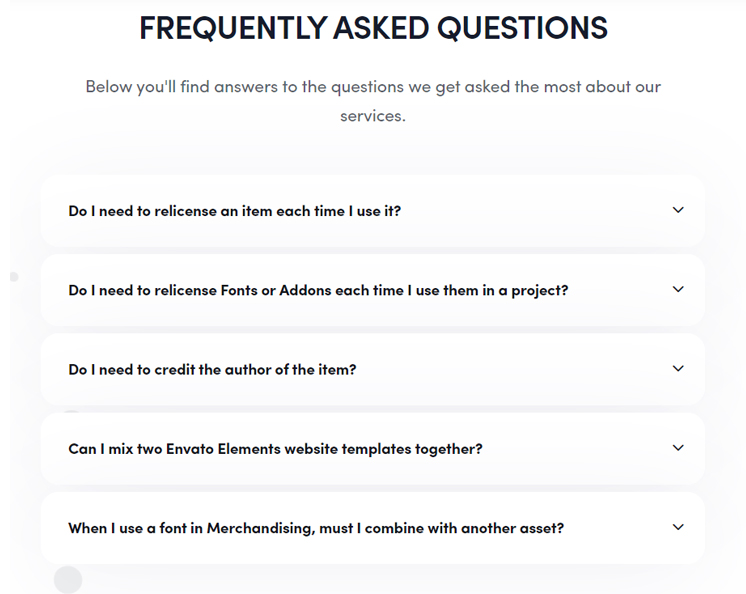 FREQUENTLY ASKED QUESTIONS
Below you'll find answers to the questions we get asked the most about our
services.
Do I need to relicense an item each time I use it?
Do I need to relicense Fonts or Addons each time I use them in a project?
Do I need to credit the author of the item?
Can I mix two Envato Elements website templates together?
When I use a font in Merchandising, must I combine with another asset?